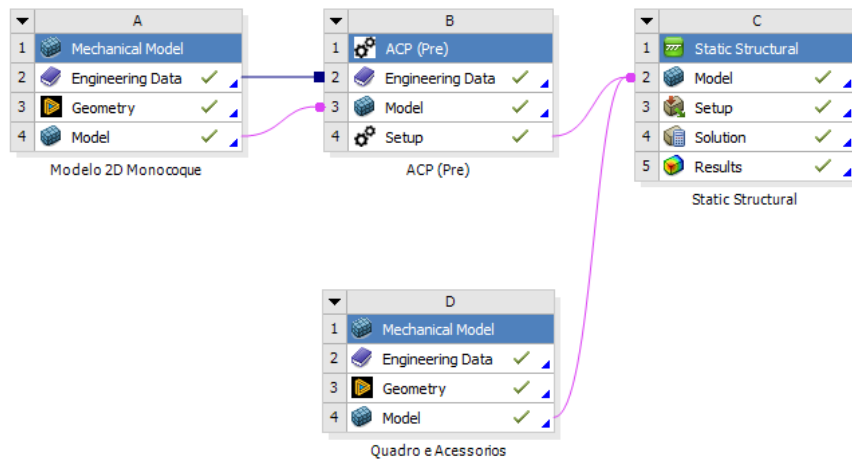 A
1 Mechanical Model
2 Engineering Data
3 Geometry
4 Model
Modelo 2D Monocoque
B
1 ACP (Pre)
2 Engineering Data
3 Model
4 Setup
ACP (Pre)
C
1 Static Structural
2 Model
3 Setup
4 Solution
5 Results
Static Structural
D
1 Mechanical Model
2 Engineering Data
3 Geometry
4 Model
Quadro e Acessorios